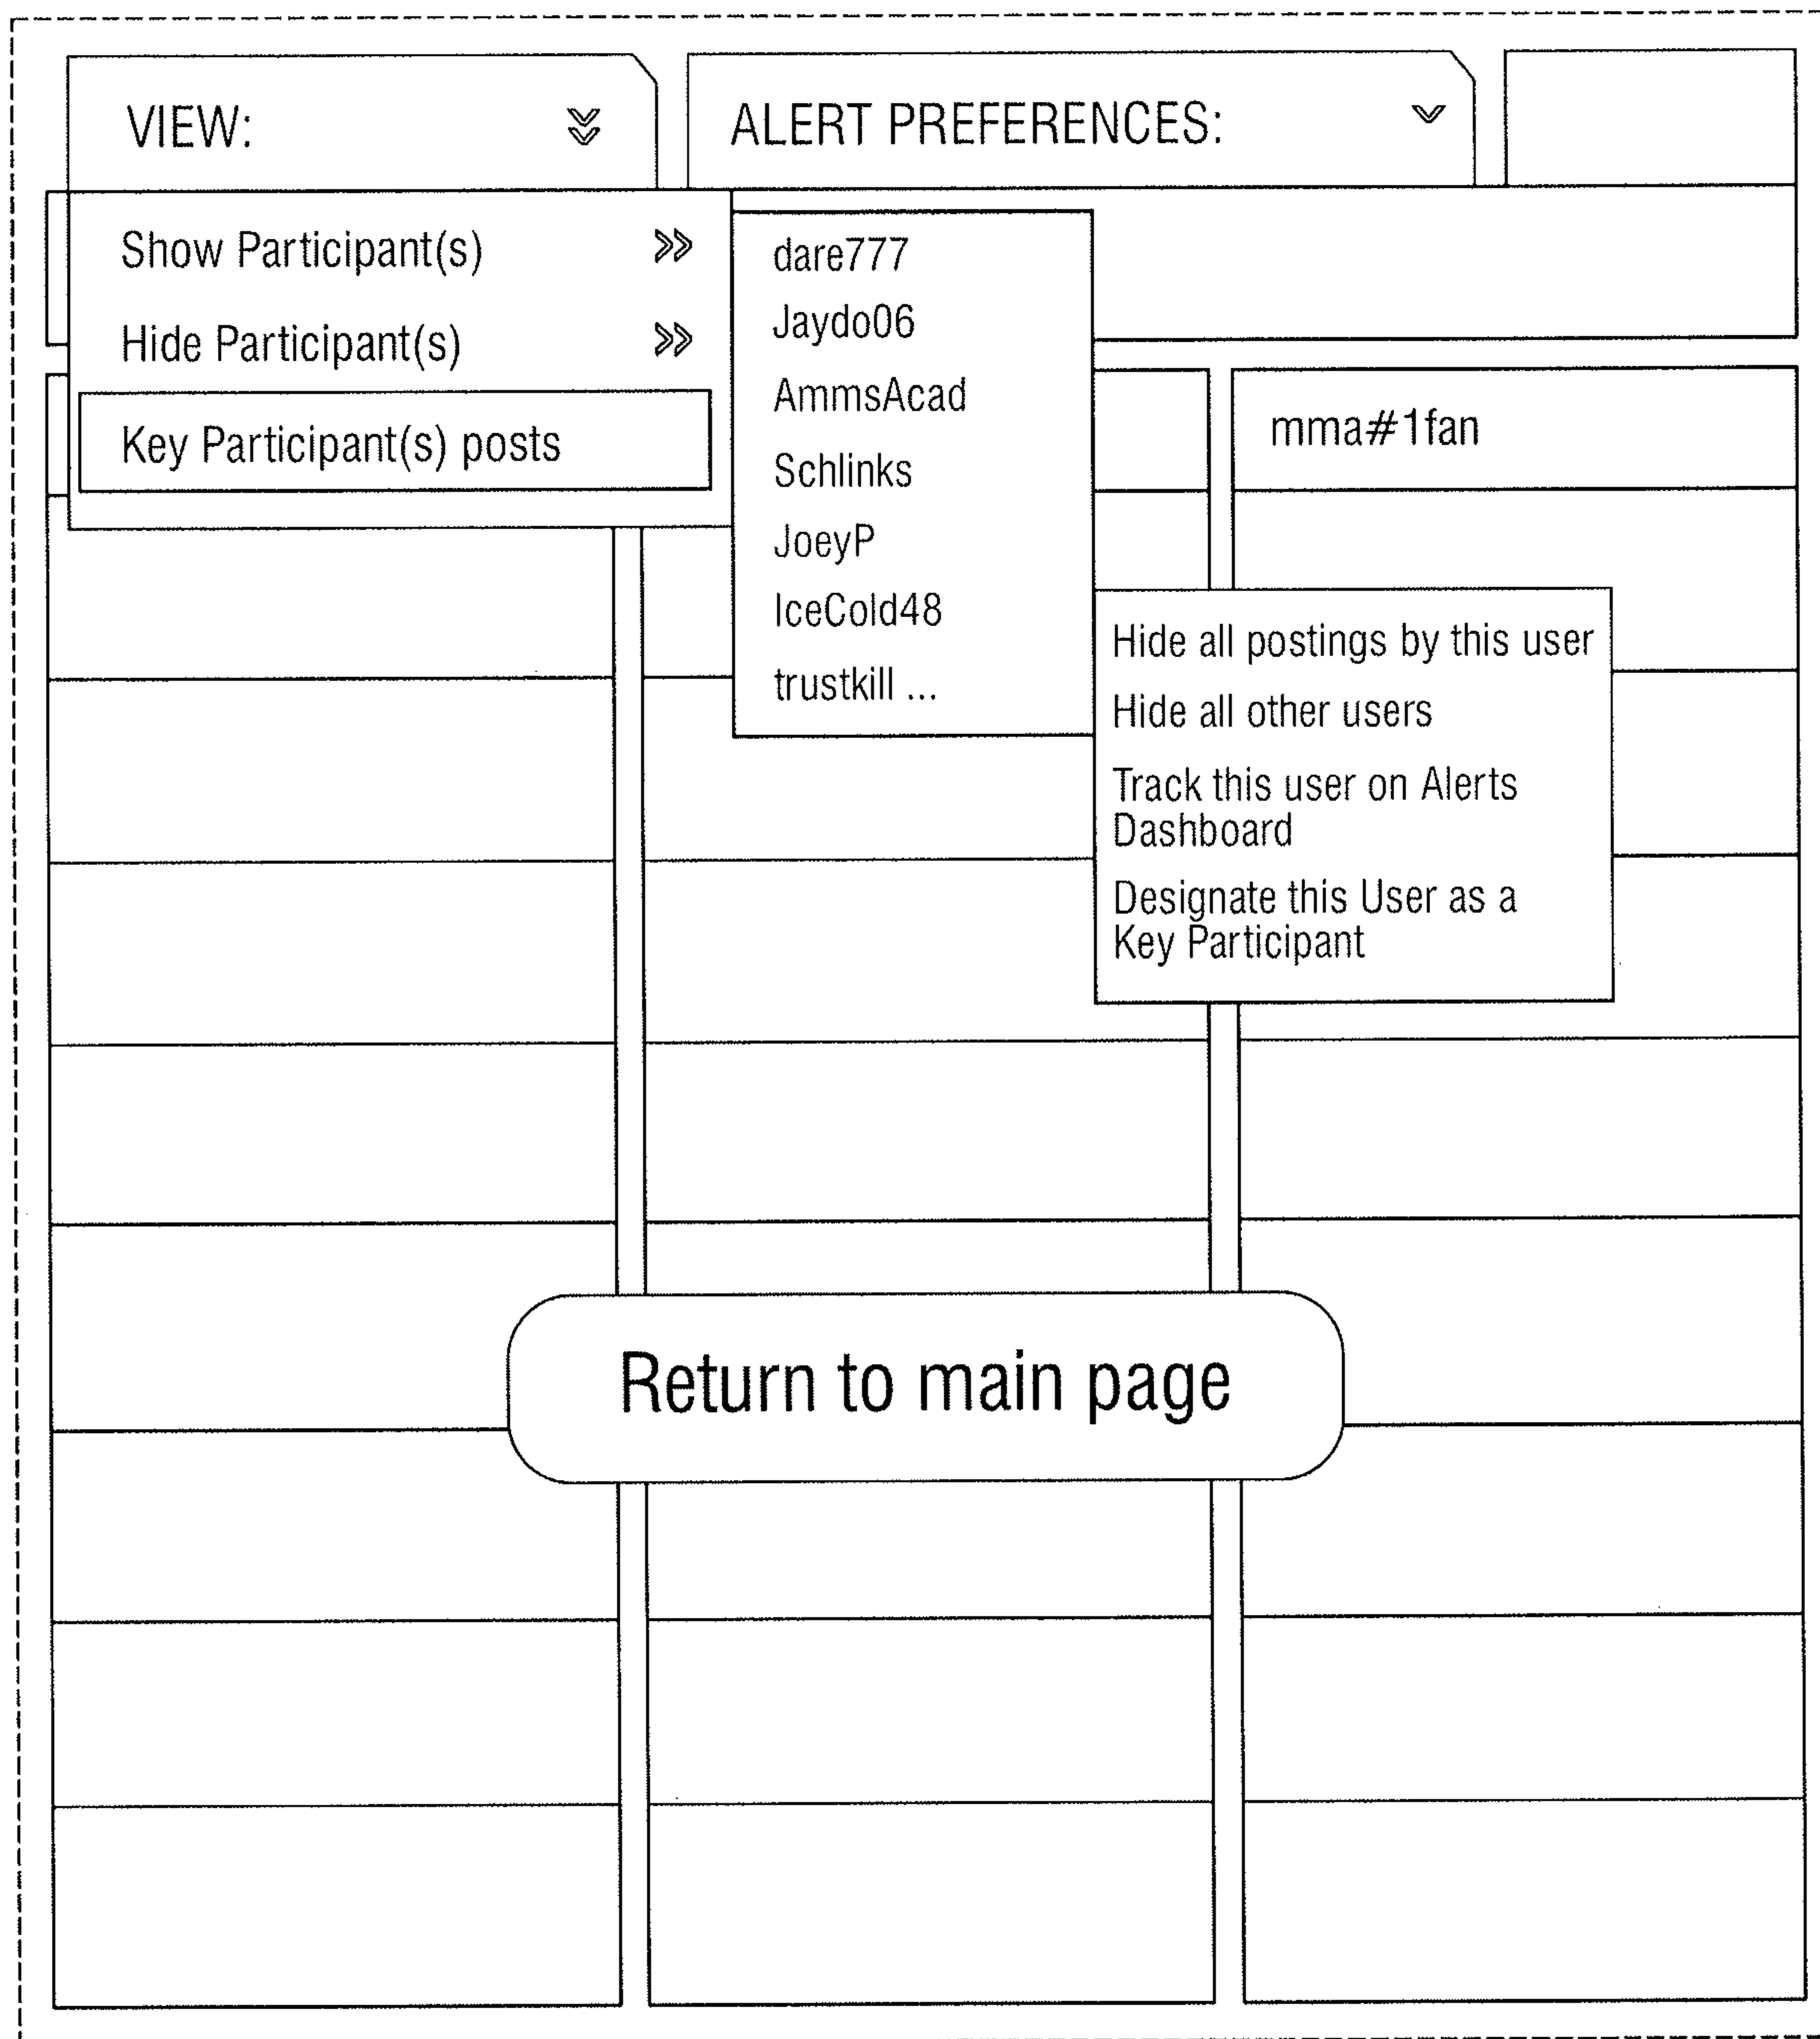 VIEW:
ALERT PREFERENCES:
Show Participant(s)
Hide Participant(s)
Key Participant(s) posts
dare777
Jaydo06
AmmsAcad
Schlinks
JoeyP
IceCold48
trustkill ...
mma#1fan
Hide all postings by this user
Hide all other users
Track this user on Alerts
Dashboard
Designate this User as a
Key Participant
Return to main page